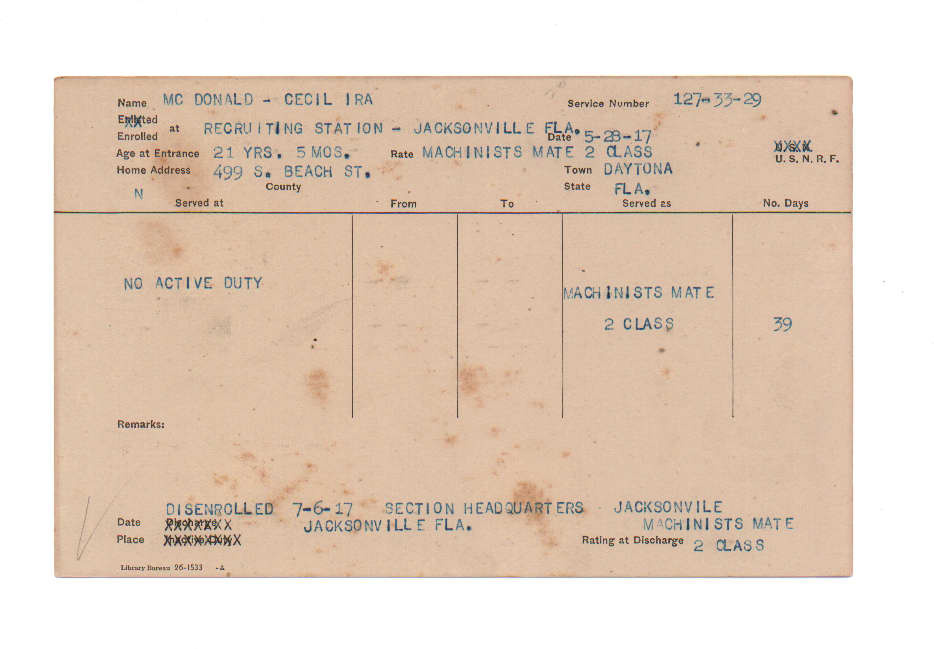 Name MC DONALD - CECIL IRA Service Number 127-33-29
Enlisted
Enrolled at RECRUITING STATION - JACKSONVILLE FLA. Date 5-28-17
Age at Entrance 21 YRS. 5 MOS. Rate MACHINISTS MATE 2 CLASS U. S. N. R. F.
Home Address 499 S. BEACH ST. Town DAYTONA
N County State FLA.
Served at From To Served as No. Days
NO ACTIVE DUTY MACHINISTS MATE
2 CLASS 39
Remarks:
DISENROLLED 7-6-17 SECTION HEADQUARTERS JACKSONVILE
Date XXXXXXX JACKSONVILLE FLA. MACHINISTS MATE
Place XXXXXXXX Rating at Discharge 2 CLASS
Library Bureau 26-1533 -A